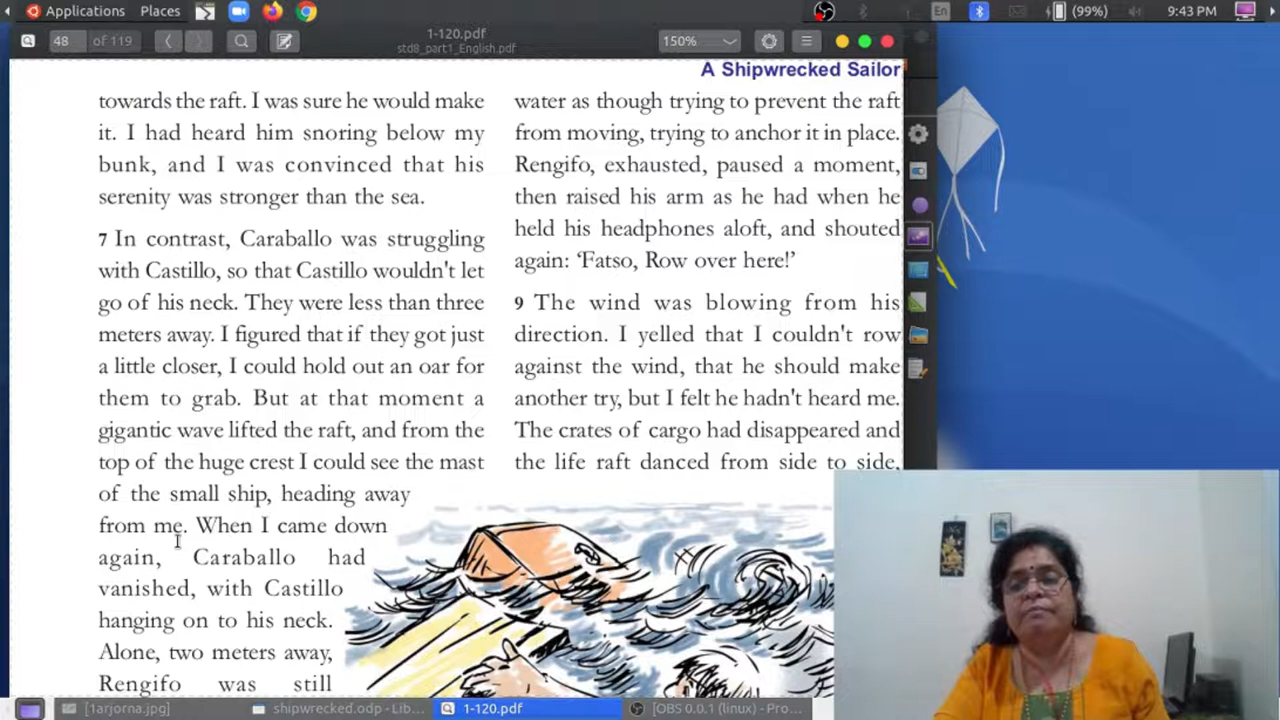 Applications Places
En
(99%)
9:43 PM
48 of 119
1-120.pdf
std8_part1_English.pdf
150%
A Shipwrecked Sailor
towards the raft. I was sure he would make
it. I had heard him snoring below my
bunk, and I was convinced that his
serenity was stronger than the sea.
7 In contrast, Caraballo was struggling
with Castillo, so that Castillo wouldn't let
go of his neck. They were less than three
meters away. I figured that if they got just
a little closer, I could hold out an oar for
them to grab. But at that moment a
gigantic wave lifted the raft, and from the
top of the huge crest I could see the mast
of the small ship, heading away
from me. When I came down
again, Caraballo had
vanished, with Castillo
hanging on to his neck.
Alone, two meters away,
Rengifo was still
water as though trying to prevent the raft
from moving, trying to anchor it in place.
Rengifo, exhausted, paused a moment,
then raised his arm as he had when he
held his headphones aloft, and shouted
again: ‘Fatso, Row over here!’
9 The wind was blowing from his
direction. I yelled that I couldn't row
against the wind, that he should make
another try, but I felt he hadn't heard me.
The crates of cargo had disappeared and
the life raft danced from side to side,
[1arjorna.jpg]
shipwrecked.odp - Lib...
1-120.pdf
[OBS 0.0.1 (linux) - Pro...